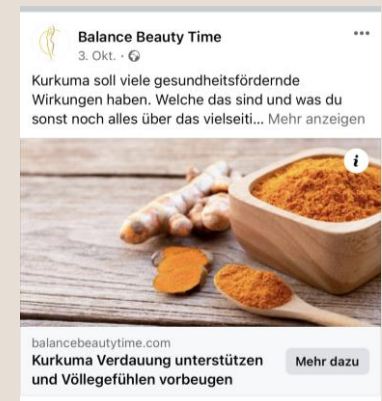 Balance Beauty Time
3. Okt. ·
Kurkuma soll viele gesundheitsfördernde
Wirkungen haben. Welche das sind und was du
sonst noch alles über das vielseiti... Mehr anzeigen
i
balancebeautytime.com
Kurkuma Verdauung unterstützen
und Völlegefühlen vorbeugen
Mehr dazu